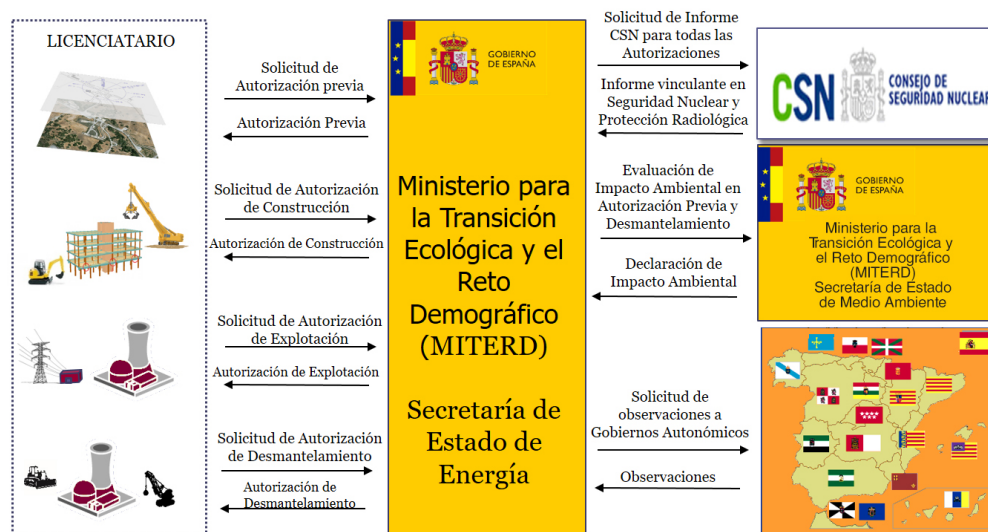 LICENCIATARIO
Solicitud de
Autorización previa
Autorización Previa
Solicitud de Autorización
de Construcción
Autorización de Construcción
Solicitud de Autorización
de Explotación
Autorización de Explotación
Solicitud de Autorización
de Desmantelamiento
Autorización de
Desmantelamiento
GOBIERNO
DE ESPAÑA
Ministerio para
la Transición
Ecológica y el
Reto
Demográfico
(MITERD)
Secretaría de
Estado de
Energía
Solicitud de Informe
CSN para todas las
Autorizaciones
Informe vinculante en
Seguridad Nuclear y
Protección Radiológica
Evaluación de
Impacto Ambiental en
Autorización Previa y
Desmantelamiento
Declaración de
Impacto Ambiental
Solicitud de
observaciones a
Gobiernos Autonómicos
Observaciones
CSN
CONSEJO DE
SEGURIDAD NUCLEAR
GOBIERNO
DE ESPAÑA
Ministerio para la
Transición Ecológica y
el Reto Demográfico
(MITERD)
Secretaría de Estado
de Medio Ambiente